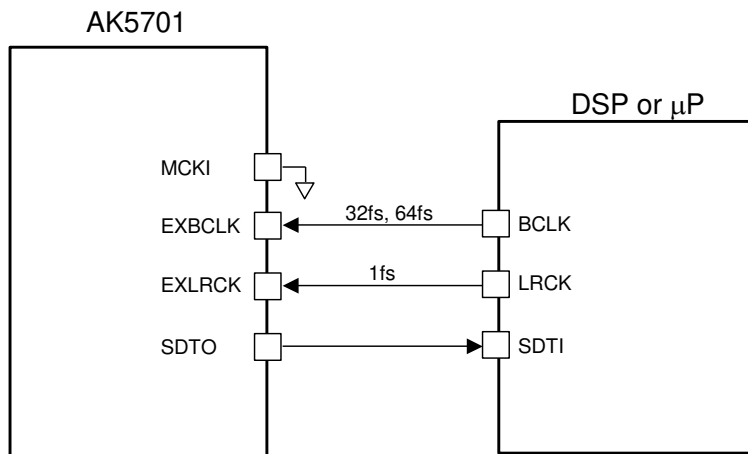 AK5701
DSP or μP
MCKI
EXBCLK
32fs, 64fs
BCLK
EXLRCK
1fs
LRCK
SDTO
SDTI